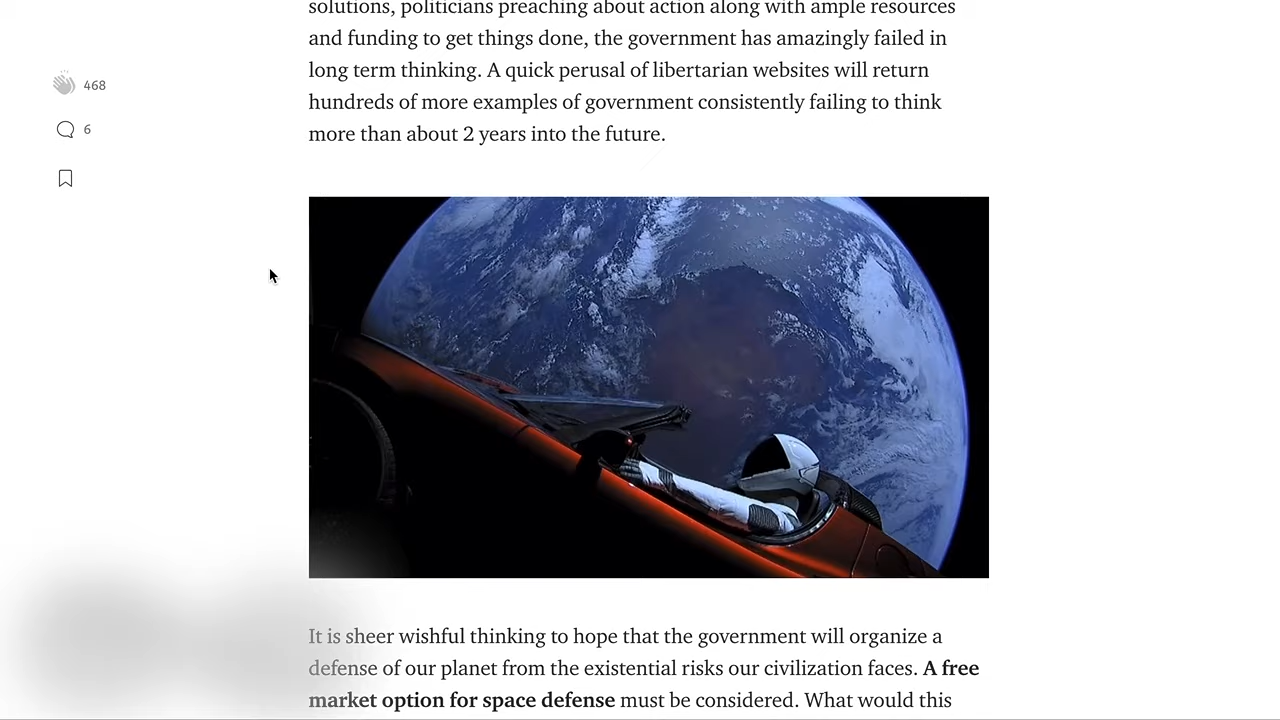 solutions, politicians preaching about action along with ample resources
and funding to get things done, the government has amazingly failed in
long term thinking. A quick perusal of libertarian websites will return
hundreds of more examples of government consistently failing to think
more than about 2 years into the future.
468
6
It is sheer wishful thinking to hope that the government will organize a
defense of our planet from the existential risks our civilization faces. A free
market option for space defense must be considered. What would this